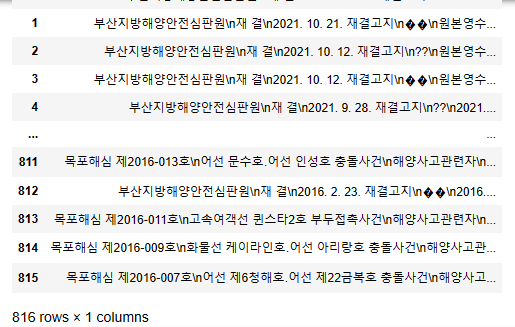 1 부산지방해양안전심판원\n재 결\n2021. 10. 21. 재결고지\n��\n원본영수...
2 부산지방해양안전심판원\n재 결\n2021. 10. 12. 재결고지\n??\n원본영수...
3 부산지방해양안전심판원\n재 결\n2021. 10. 12. 재결고지\n��\n원본영수...
4 부산지방해양안전심판원\n재 결\n2021. 9. 28. 재결고지\n??\n2021....
... ...
811 목포해심 제2016-013호\n어선 문수호.어선 인성호 충돌사건\n해양사고관련자\n...
812 부산지방해양안전심판원\n재 결\n2016. 2. 23. 재결고지\n��\n2016....
813 목포해심 제2016-011호\n고속여객선 퀸스타2호 부두접촉사건\n해양사고관련자\n...
814 목포해심 제2016-009호\n화물선 케이라인호.어선 아리랑호 충돌사건\n해양사고관...
815 목포해심 제2016-007호\n어선 제6청해호.어선 제22금복호 충돌사건\n해양사고...
816 rows × 1 columns